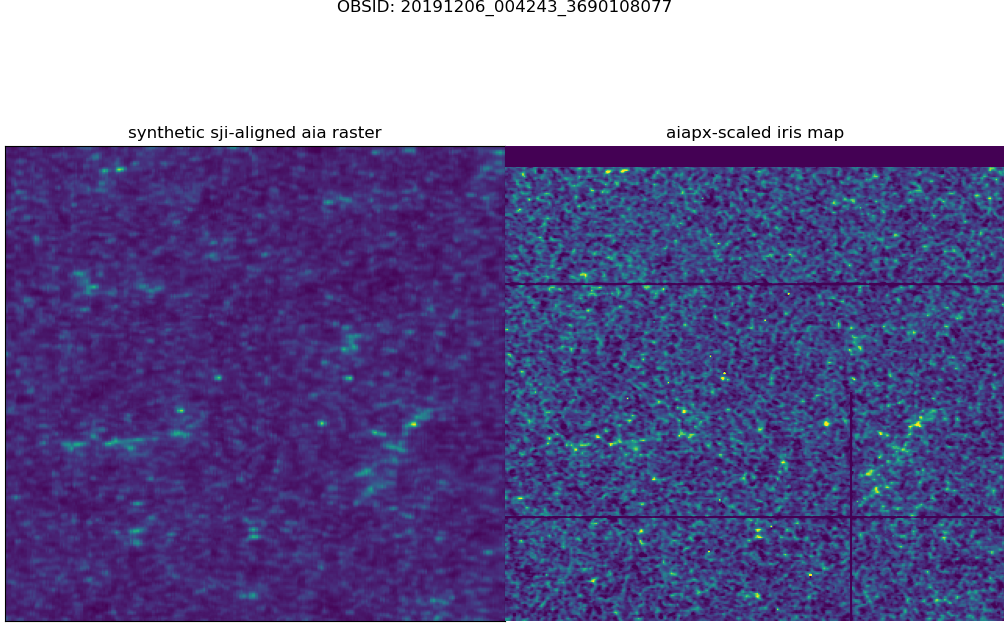 OBSID: 20191206_004243_3690108077
synthetic sji-aligned aia raster
aiapx-scaled iris map